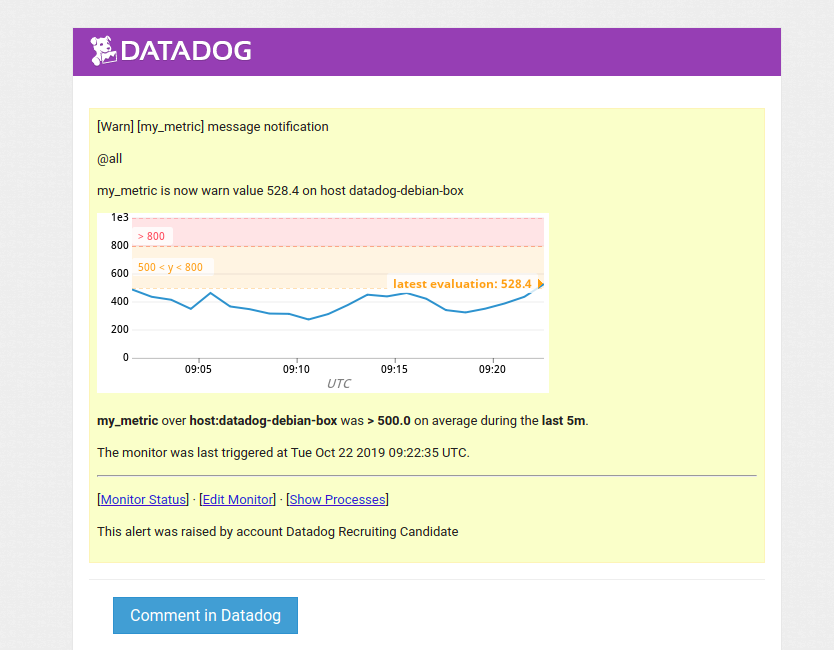 DATADOG
[Warn] [my_metric] message notification
@all
my_metric is now warn value 528.4 on host datadog-debian-box
1e3
> 800
800
500 < y < 800
600
latest evaluation: 528.4
400
200
0
09:05 09:10 09:15 09:20
UTC
my_metric over host:datadog-debian-box was > 500.0 on average during the last 5m.
The monitor was last triggered at Tue Oct 22 2019 09:22:35 UTC.
[Monitor Status] · [Edit Monitor] · [Show Processes]
This alert was raised by account Datadog Recruiting Candidate
Comment in Datadog